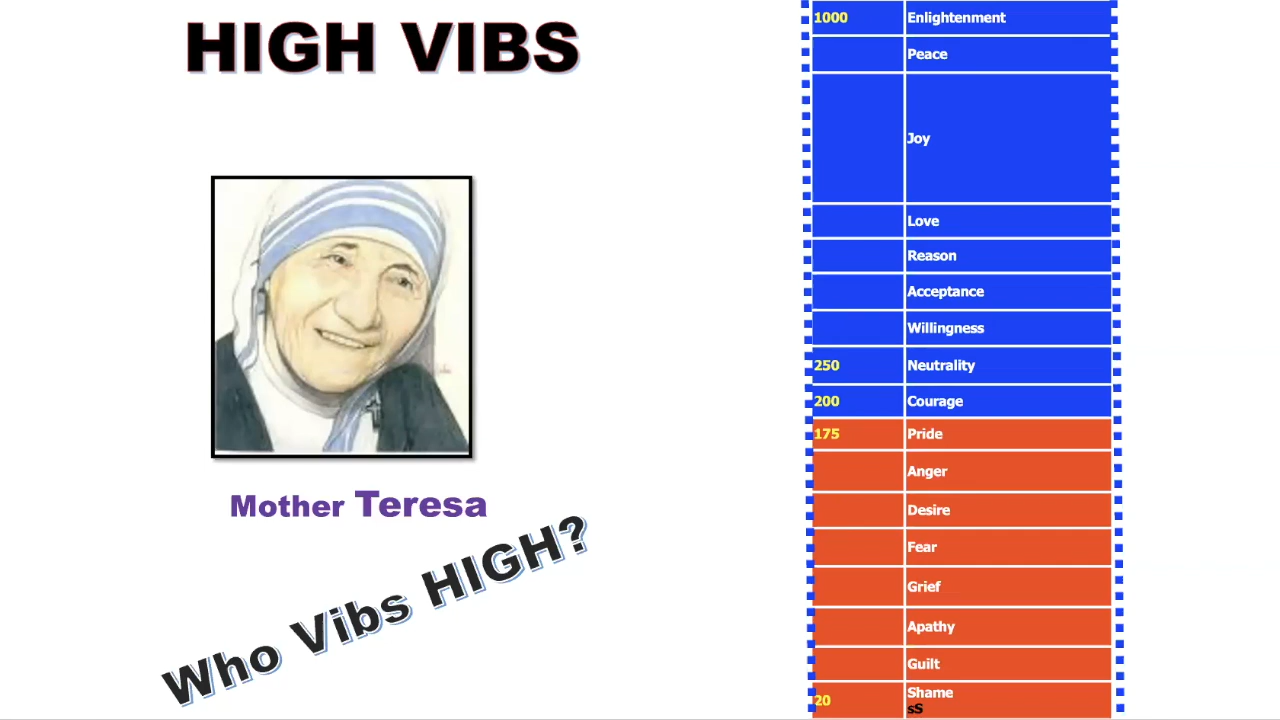 HIGH VIBS
Mother Teresa
Who Vibs HIGH?
1000 Enlightenment
Peace
Joy
Love
Reason
Acceptance
Willingness
250 Neutrality
200 Courage
175 Pride
Anger
Desire
Fear
Grief
Apathy
Guilt
20 Shame
sS